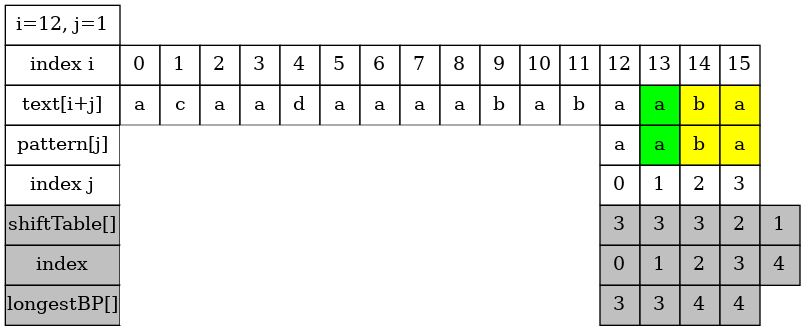 i=12, j=1
index i 0 1 2 3 4 5 6 7 8 9 10 11 12 13 14 15
text[i+j] a c a a d a a a a b a b a a b a
pattern[j] a a b a
index j 0 1 2 3
shiftTable[] 3 3 3 2 1
index 0 1 2 3 4
longestBP[] 3 3 4 4